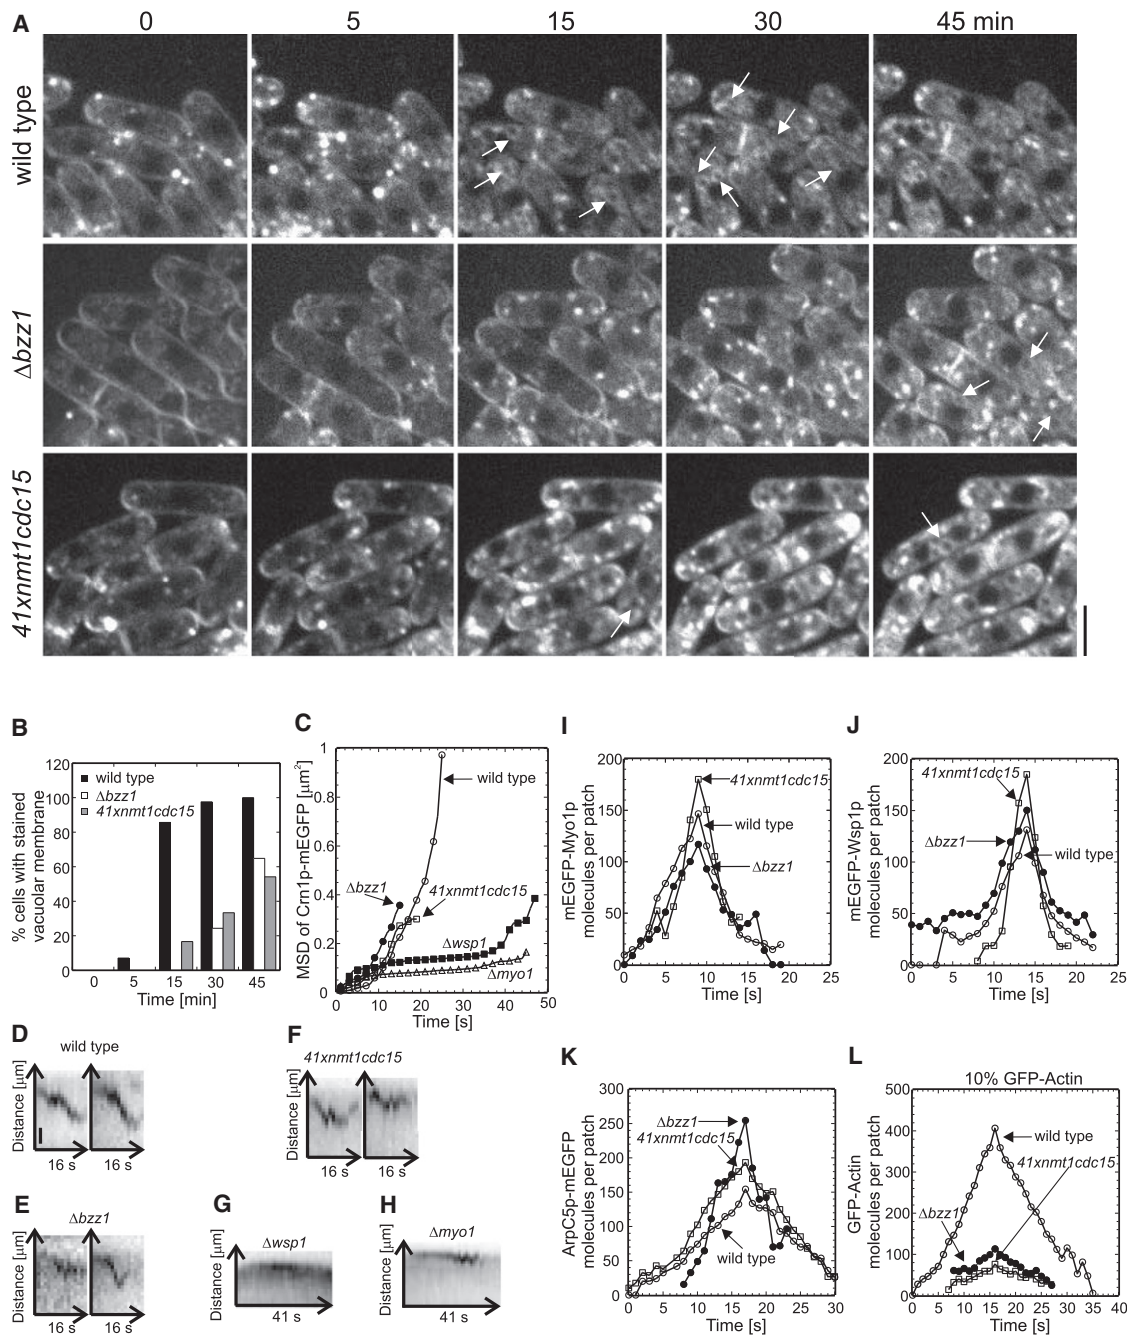 A
0 5 15 30 45 min
wild type
Δbzz1
41xnmt1cdc15
B
120
100
80
60
40
20
0
% cells with stained
vacuolar membrane
wild type
Δbzz1
41xnmt1cdc15
0 5 15 30 45
Time [min]
C
1
0.8
0.6
0.4
0.2
0
MSD of Crn1p-mEGFP [µm²]
wild type
Δbzz1
41xnmt1cdc15
Δwsp1
Δmyo1
0 10 20 30 40 50
Time [s]
D
wild type
Distance [µm]
16 s 16 s
E
Δbzz1
Distance [µm]
16 s 16 s
F
41xnmt1cdc15
Distance [µm]
16 s 16 s
G
Δwsp1
Distance [µm]
41 s
H
Δmyo1
Distance [µm]
41 s
I
200
150
100
50
0
mEGFP-Myo1p
molecules per patch
41xnmt1cdc15
wild type
Δbzz1
0 5 10 15 20 25
Time [s]
J
200
150
100
50
0
mEGFP-Wsp1p
molecules per patch
41xnmt1cdc15
Δbzz1
wild type
0 5 10 15 20 25
Time [s]
K
300
250
200
150
100
50
0
ArpC5p-mEGFP
molecules per patch
Δbzz1
41xnmt1cdc15
wild type
0 5 10 15 20 25 30
Time [s]
L
10% GFP-Actin
500
400
300
200
100
0
GFP-Actin
molecules per patch
wild type
41xnmt1cdc15
Δbzz1
0 5 10 15 20 25 30 35 40
Time [s]